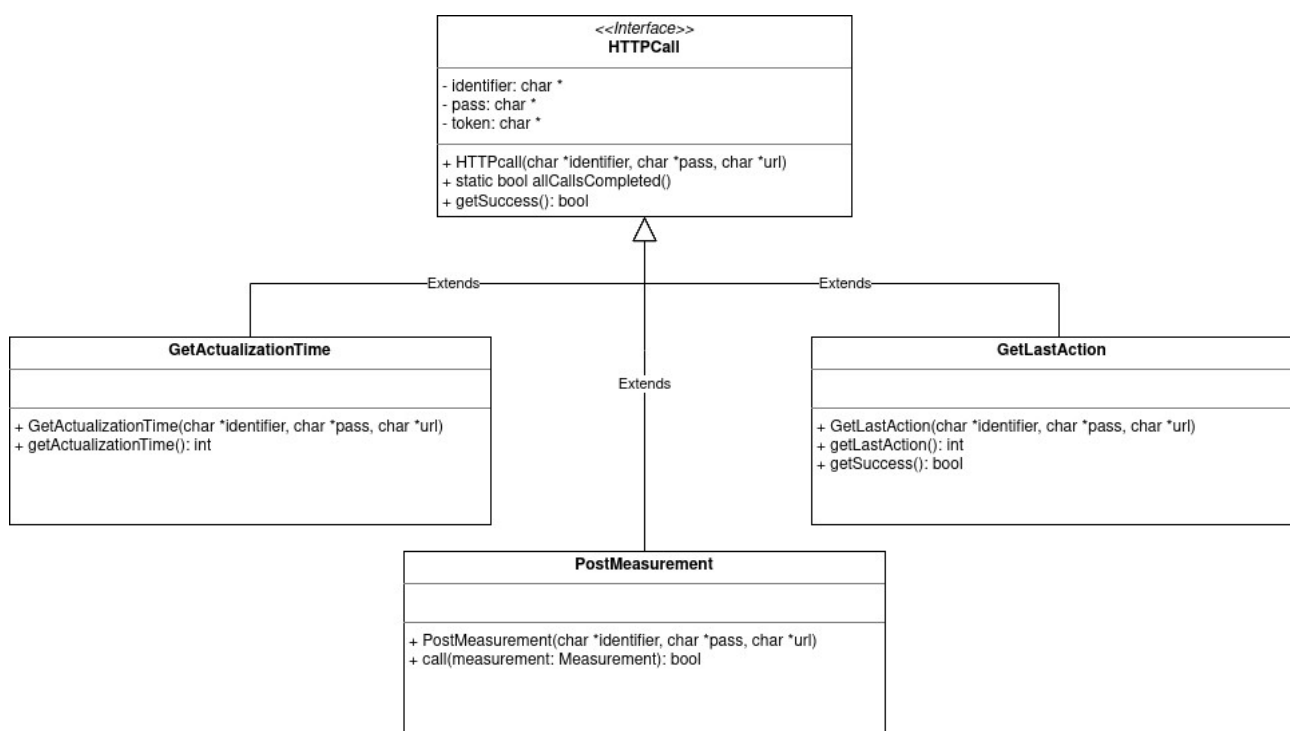 <<Interface>>
HTTPCall
- identifier: char *
- pass: char *
- token: char *
+ HTTPcall(char *identifier, char *pass, char *url)
+ static bool allCallsCompleted()
+ getSuccess(): bool
Extends
Extends
Extends
GetActualizationTime
+ GetActualizationTime(char *identifier, char *pass, char *url)
+ getActualizationTime(): int
GetLastAction
+ GetLastAction(char *identifier, char *pass, char *url)
+ getLastAction(): int
+ getSuccess(): bool
PostMeasurement
+ PostMeasurement(char *identifier, char *pass, char *url)
+ call(measurement: Measurement): bool